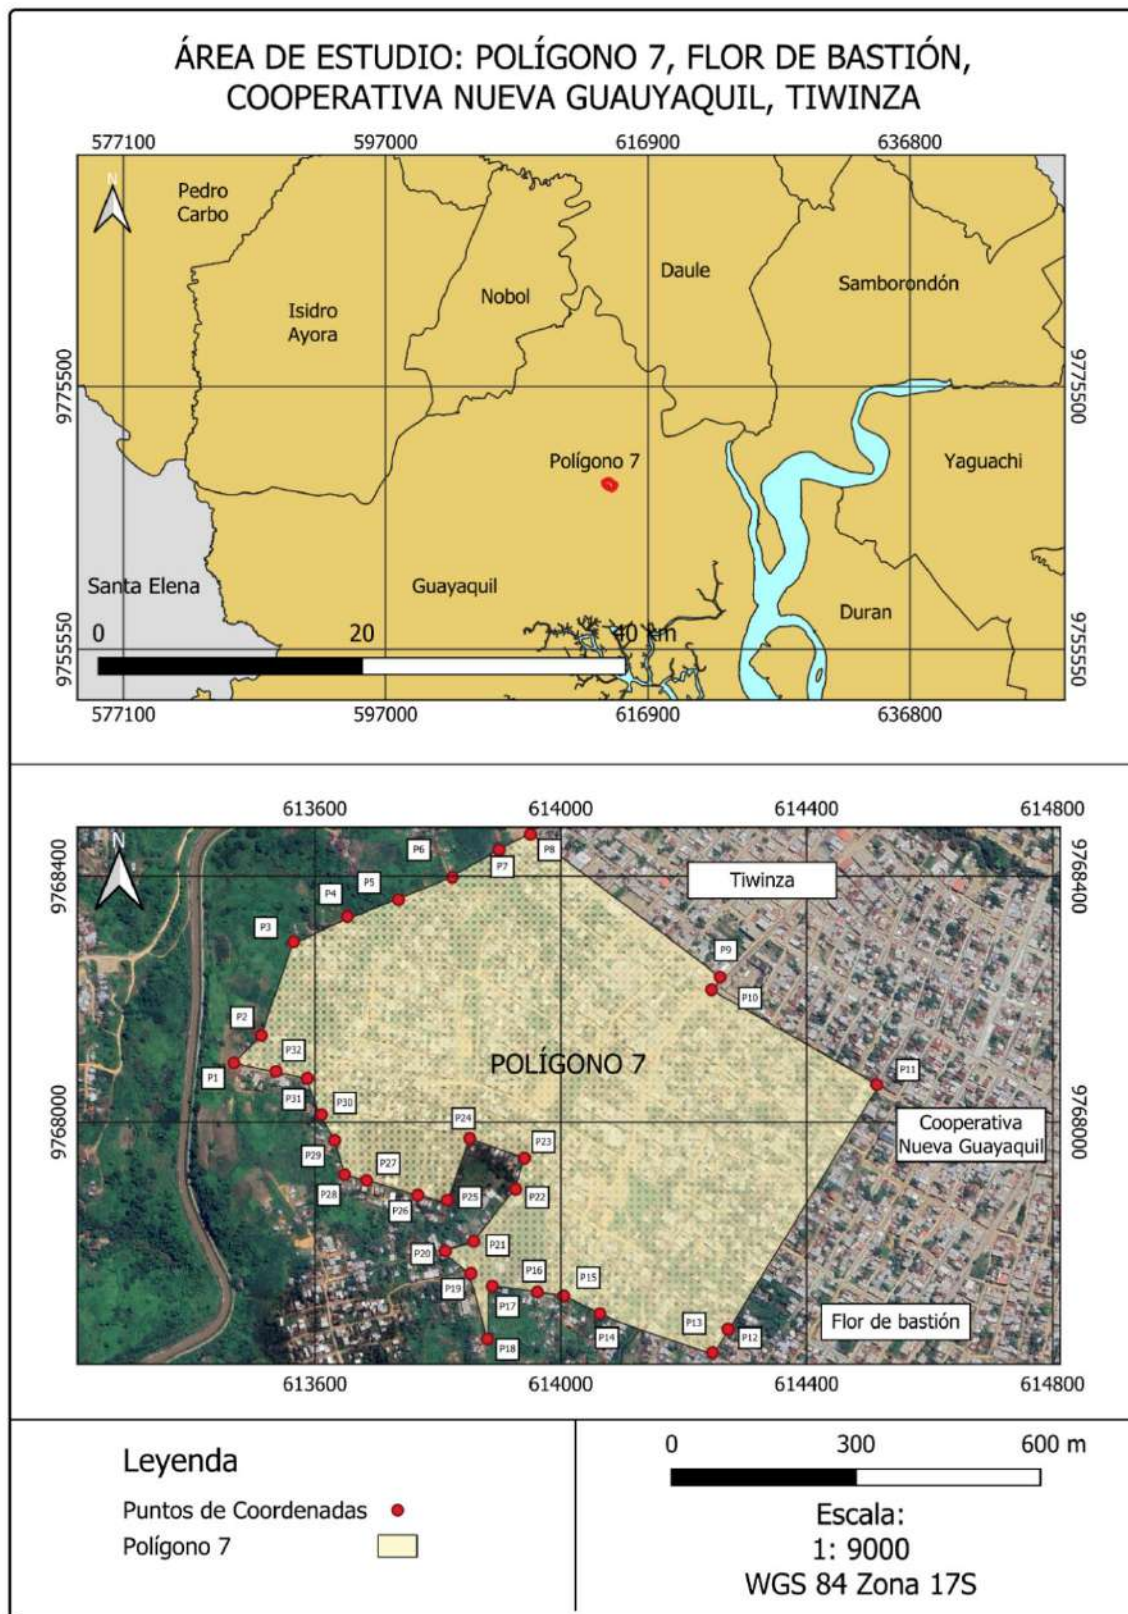 ÁREA DE ESTUDIO: POLÍGONO 7, FLOR DE BASTIÓN,
COOPERATIVA NUEVA GUAUYAQUIL, TIWINZA
577100 597000 616900 636800
N
Pedro
Carbo
Isidro
Ayora
Nobol
Daule
Samborondón
9775500 9775500
Polígono 7
Yaguachi
Santa Elena
Guayaquil
Duran
0 20 40 km
9755550 9755550
577100 597000 616900 636800
613600 614000 614400 614800
N
P6 P7 P8
9768400 9768400
Tiwinza
P5
P4
P3
P9
P10
P2
P32
P1
POLÍGONO 7
P11
P31
P30
9768000 9768000
Cooperativa
Nueva Guayaquil
P24
P23
P29
P27
P28
P26
P25
P22
P21
P20
P16
P15
P19
P17
P14
P13
P12
P18
Flor de bastión
613600 614000 614400 614800
Leyenda
Puntos de Coordenadas
Polígono 7
0 300 600 m
Escala:
1: 9000
WGS 84 Zona 17S